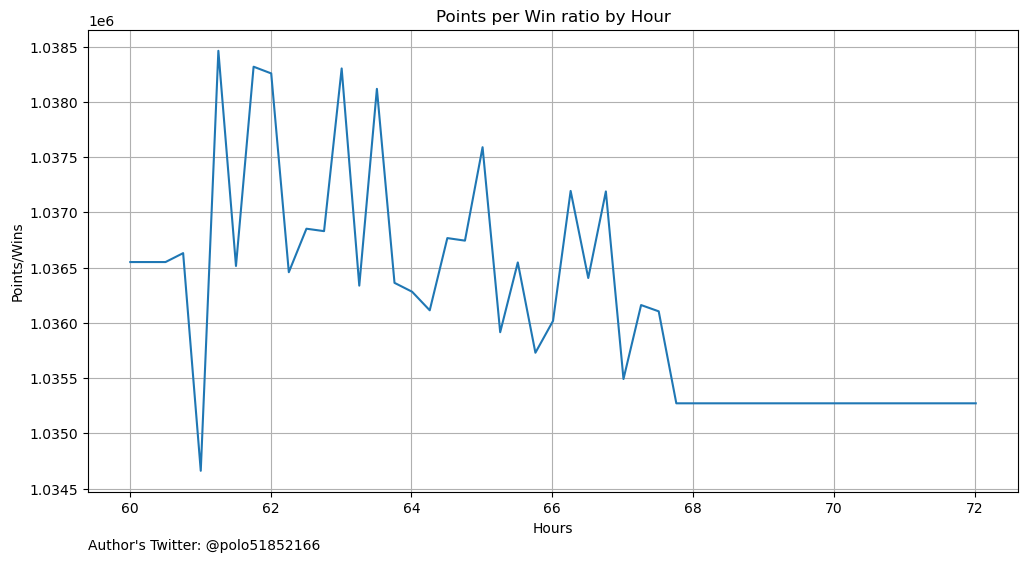 Points per Win ratio by Hour
1e6
1.0385
1.0380
1.0375
1.0370
1.0365
1.0360
1.0355
1.0350
1.0345
Points/Wins
60 62 64 66 68 70 72
Hours
Author's Twitter: @polo51852166